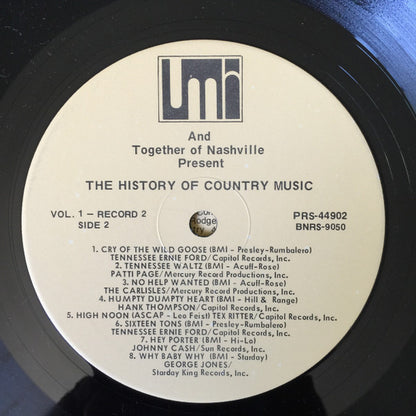 umi
And
Together of Nashville
Present
THE HISTORY OF COUNTRY MUSIC
VOL. 1 – RECORD 2
SIDE 2
PRS-44902
BNRS-9050
1. CRY OF THE WILD GOOSE (BMI - Presley-Rumbalero)
TENNESSEE ERNIE FORD/Capitol Records, Inc.
2. TENNESSEE WALTZ (BMI - Acuff-Rose)
PATTI PAGE/Mercury Record Productions, Inc.
3. NO HELP WANTED (BMI - Acuff-Rose)
THE CARLISLES/Mercury Record Productions, Inc.
4. HUMPTY DUMPTY HEART (BMI - Hill & Range)
HANK THOMPSON/Capitol Records, Inc.
5. HIGH NOON (ASCAP - Leo Feist) TEX RITTER/Capitol Records, Inc.
6. SIXTEEN TONS (BMI - Presley-Rumbalero)
TENNESSEE ERNIE FORD/Capitol Records, Inc.
7. HEY PORTER (BMI - Hi-Lo)
JOHNNY CASH/Sun Records, Inc.
8. WHY BABY WHY (BMI - Starday)
GEORGE JONES/
Starday King Records, Inc.